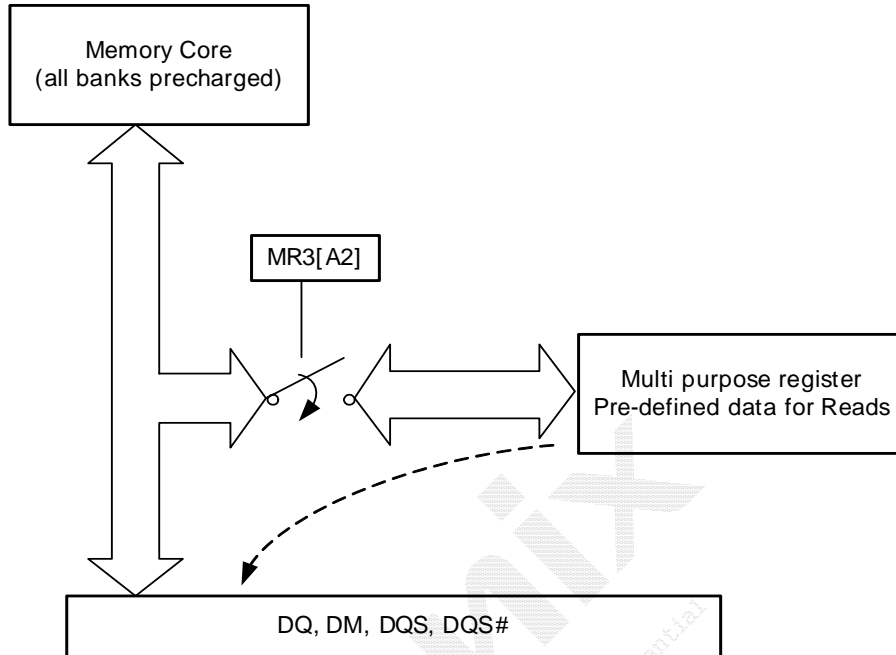 Memory Core
(all banks precharged)
MR3[A2]
Multi purpose register
Pre-defined data for Reads
DQ, DM, DQS, DQS#